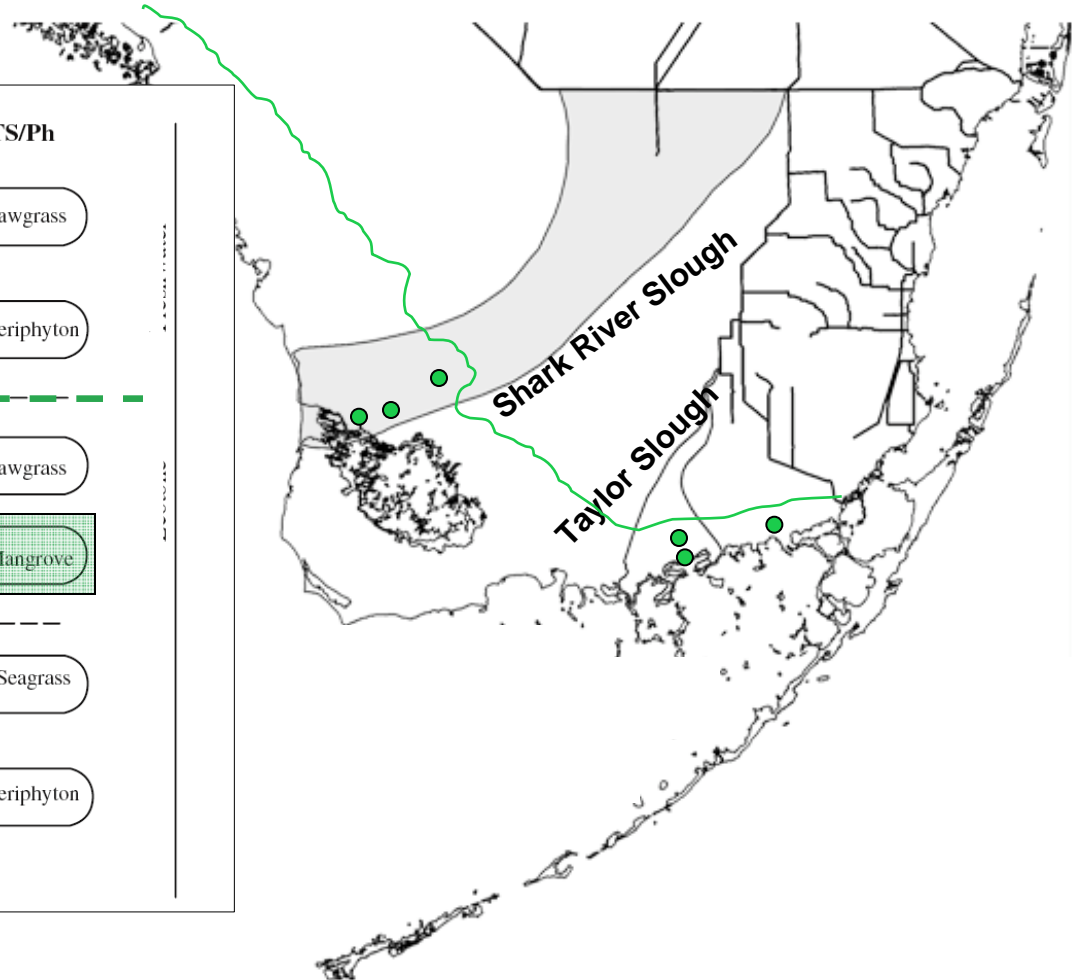 TS/Ph
awgrass
eriphyton
awgrass
Mangrove
Seagrass
eriphyton
Shark River Slough
Taylor Slough